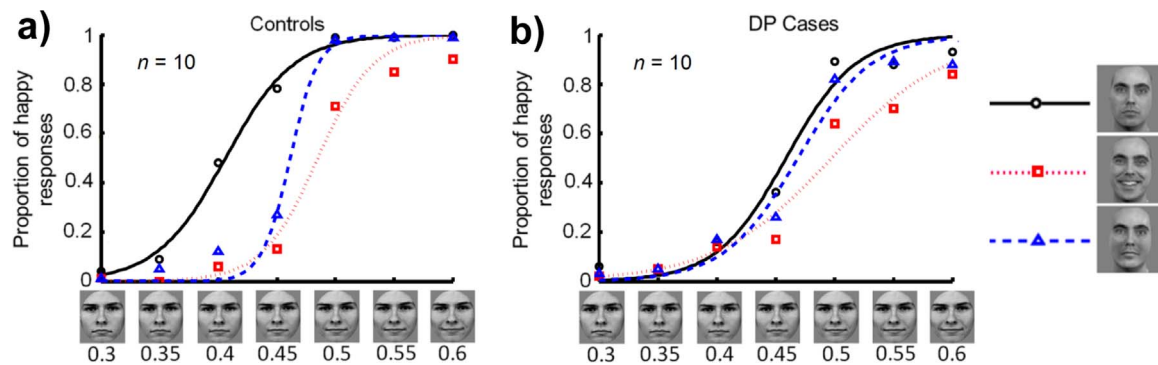 a)
Controls
n = 10
Proportion of happy
responses
1
0.8
0.6
0.4
0.2
0
0.3 0.35 0.4 0.45 0.5 0.55 0.6
b)
DP Cases
n = 10
Proportion of happy
responses
1
0.8
0.6
0.4
0.2
0
0.3 0.35 0.4 0.45 0.5 0.55 0.6